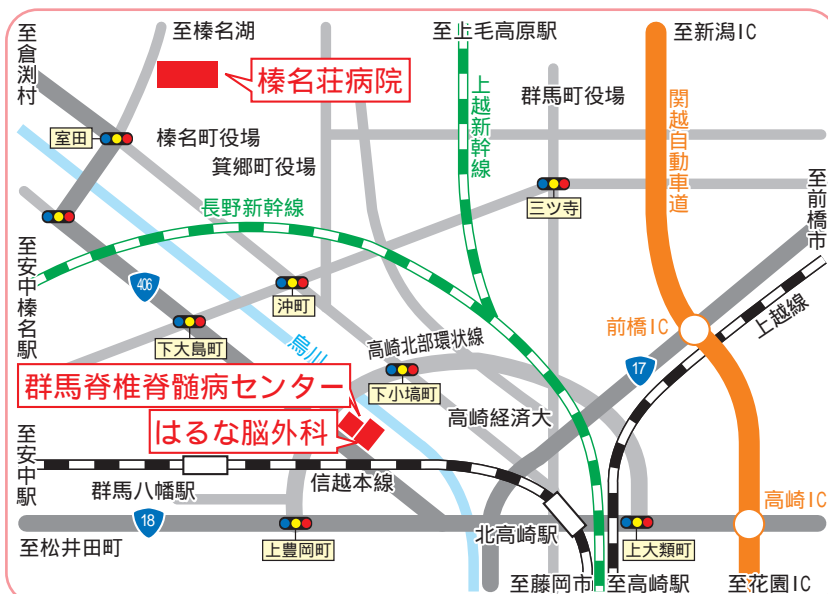 至倉渕村
至榛名湖
至上毛高原駅
至新潟IC
榛名荘病院
群馬町役場
関越自動車道
上越新幹線
室田
榛名町役場
箕郷町役場
至前橋市
三ツ寺
長野新幹線
至安中榛名駅
406
沖町
前橋IC
上越線
下大島町
烏川
高崎北部環状線
17
群馬脊椎脊髄病センター
下小塙町
高崎経済大
はるな脳外科
至安中駅
群馬八幡駅
信越本線
高崎IC
18
北高崎駅
上豊岡町
上大類町
至松井田町
至藤岡市
至高崎駅
至花園IC